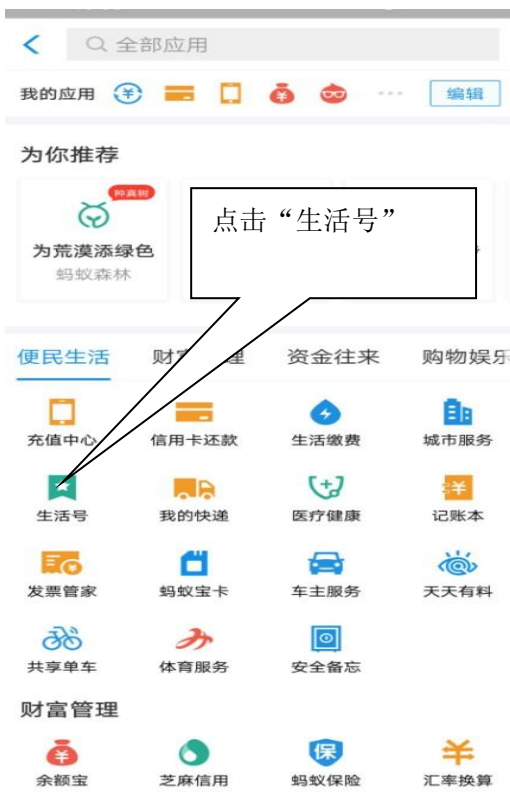 全部应用
我的应用 ¥ ¥ ... 编辑
为你推荐
种真树
为荒漠添绿色
蚂蚁森林
点击“生活号”
便民生活 财 理 资金往来 购物娱乐
充值中心 信用卡还款 生活缴费 城市服务
生活号 我的快递 医疗健康 记账本
发票管家 蚂蚁宝卡 车主服务 天天有料
共享单车 体育服务 安全备忘
财富管理
保
余额宝 芝麻信用 蚂蚁保险 汇率换算